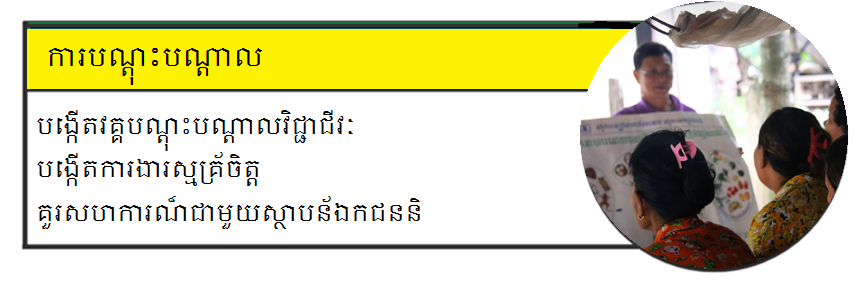 ការបណ្តុះបណ្តាល
បង្កើតវគ្គបណ្តុះបណ្តាលវិជ្ជាជីវៈ
បង្កើតការងារស្មគ្រ័ចិត្ត
គួរសហការណ៏ជាមួយស្ថាបន័ឯកជននិ